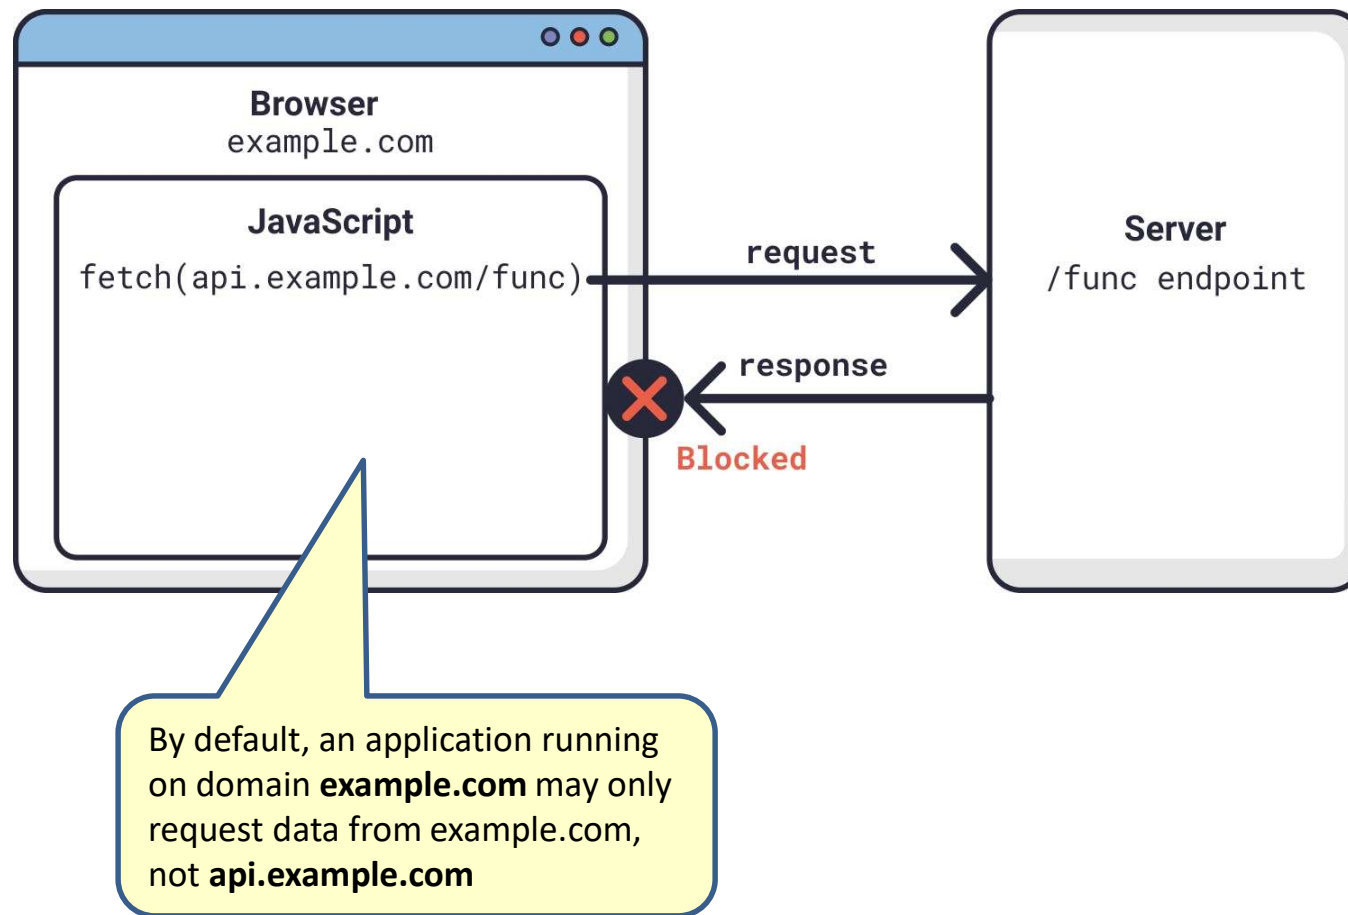 Browser
example.com
JavaScript
fetch(api.example.com/func)
request
response
Blocked
Server
/func endpoint
By default, an application running
on domain example.com may only
request data from example.com,
not api.example.com